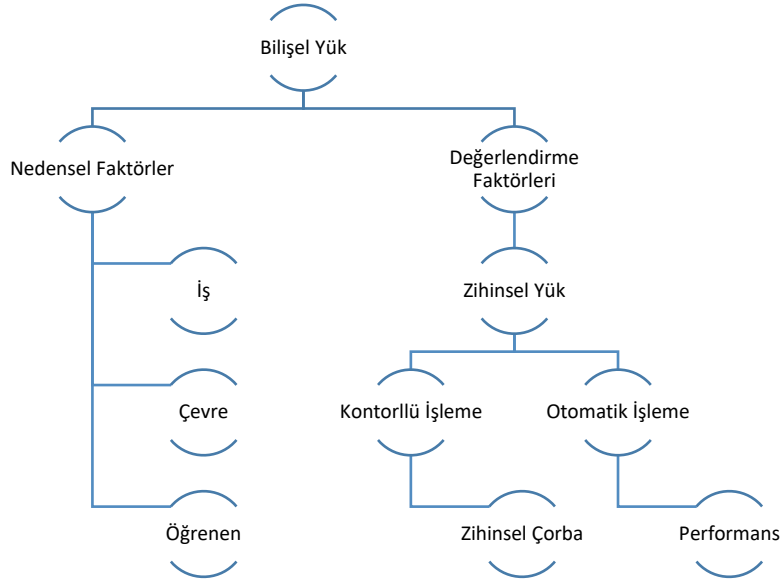 Bilişel Yük
Nedensel Faktörler
Değerlendirme
Faktörleri
İş
Zihinsel Yük
Çevre
Kontorllü İşleme
Otomatik İşleme
Öğrenen
Zihinsel Çorba
Performans